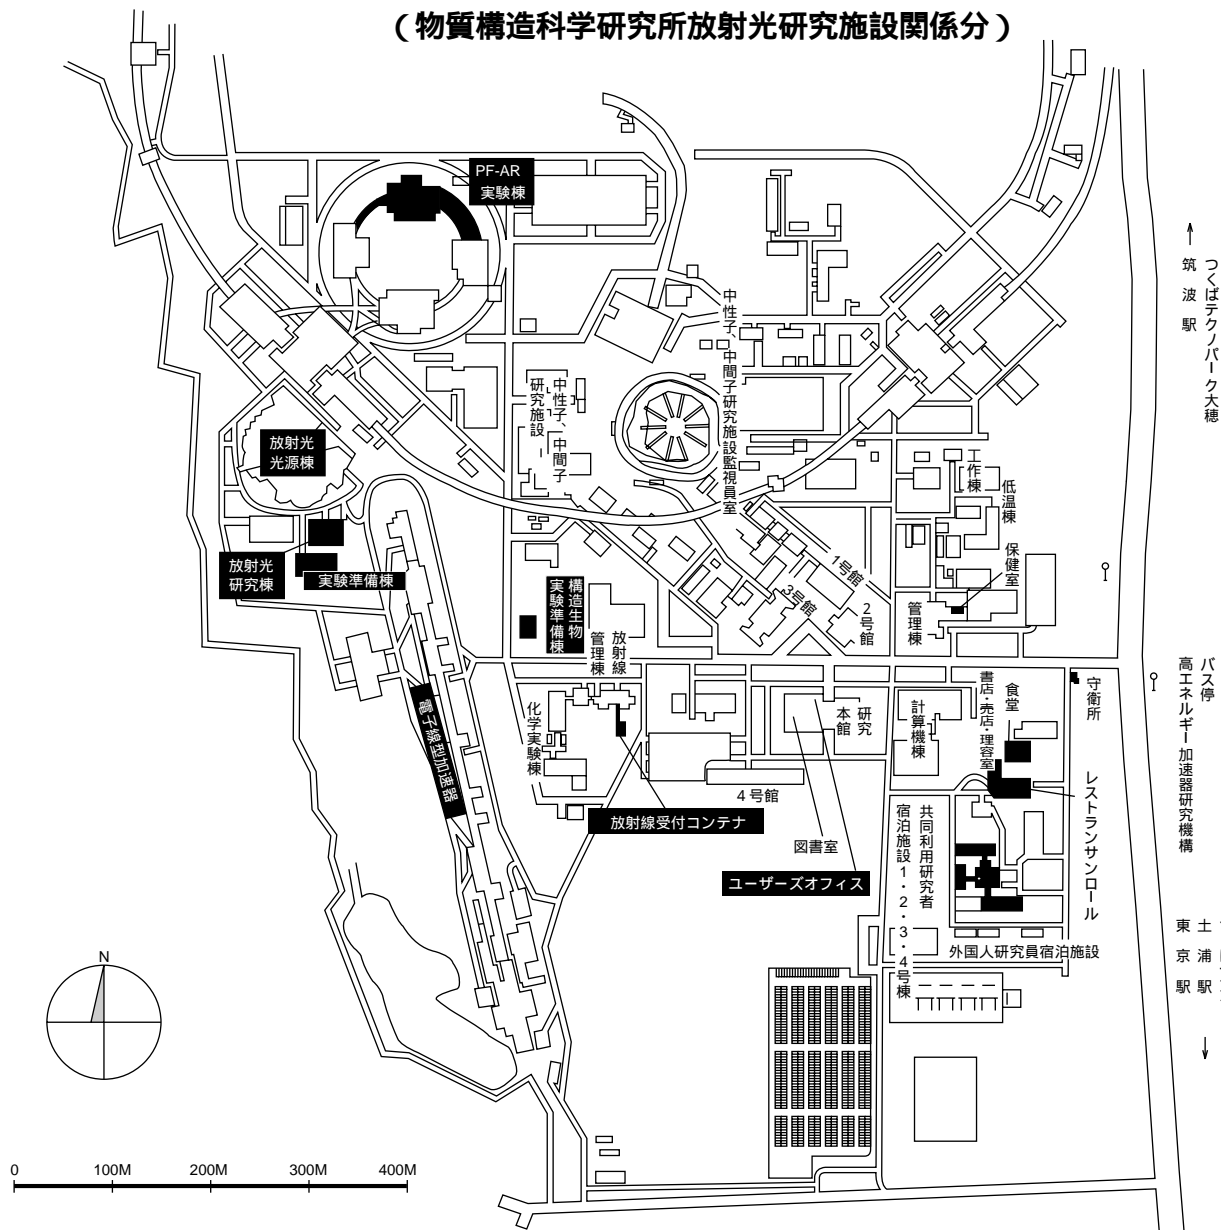 (物質構造科学研究所放射光研究施設関係分)
PF-AR
実験棟
筑波駅
つくばテクノパーク大穂
中性子、中間子研究施設監視員室
中性子、中間子
研究施設
放射光
光源棟
工作棟
低温棟
保健室
放射光
研究棟
実験準備棟
構造生物
実験準備棟
放射線
管理棟
1号館
3号館
2号館
管理棟
電子線型加速器
化学実験棟
研究
本館
計算機棟
書店・売店・理容室
食堂
守衛所
バス停
高エネルギー加速器研究機構
レストランサンロール
4号館
放射線受付コンテナ
図書室
ユーザーズオフィス
共同利用研究者
宿泊施設1・2・3・4号棟
外国人研究員宿泊施設
土浦駅
東京駅
N
0 100M 200M 300M 400M